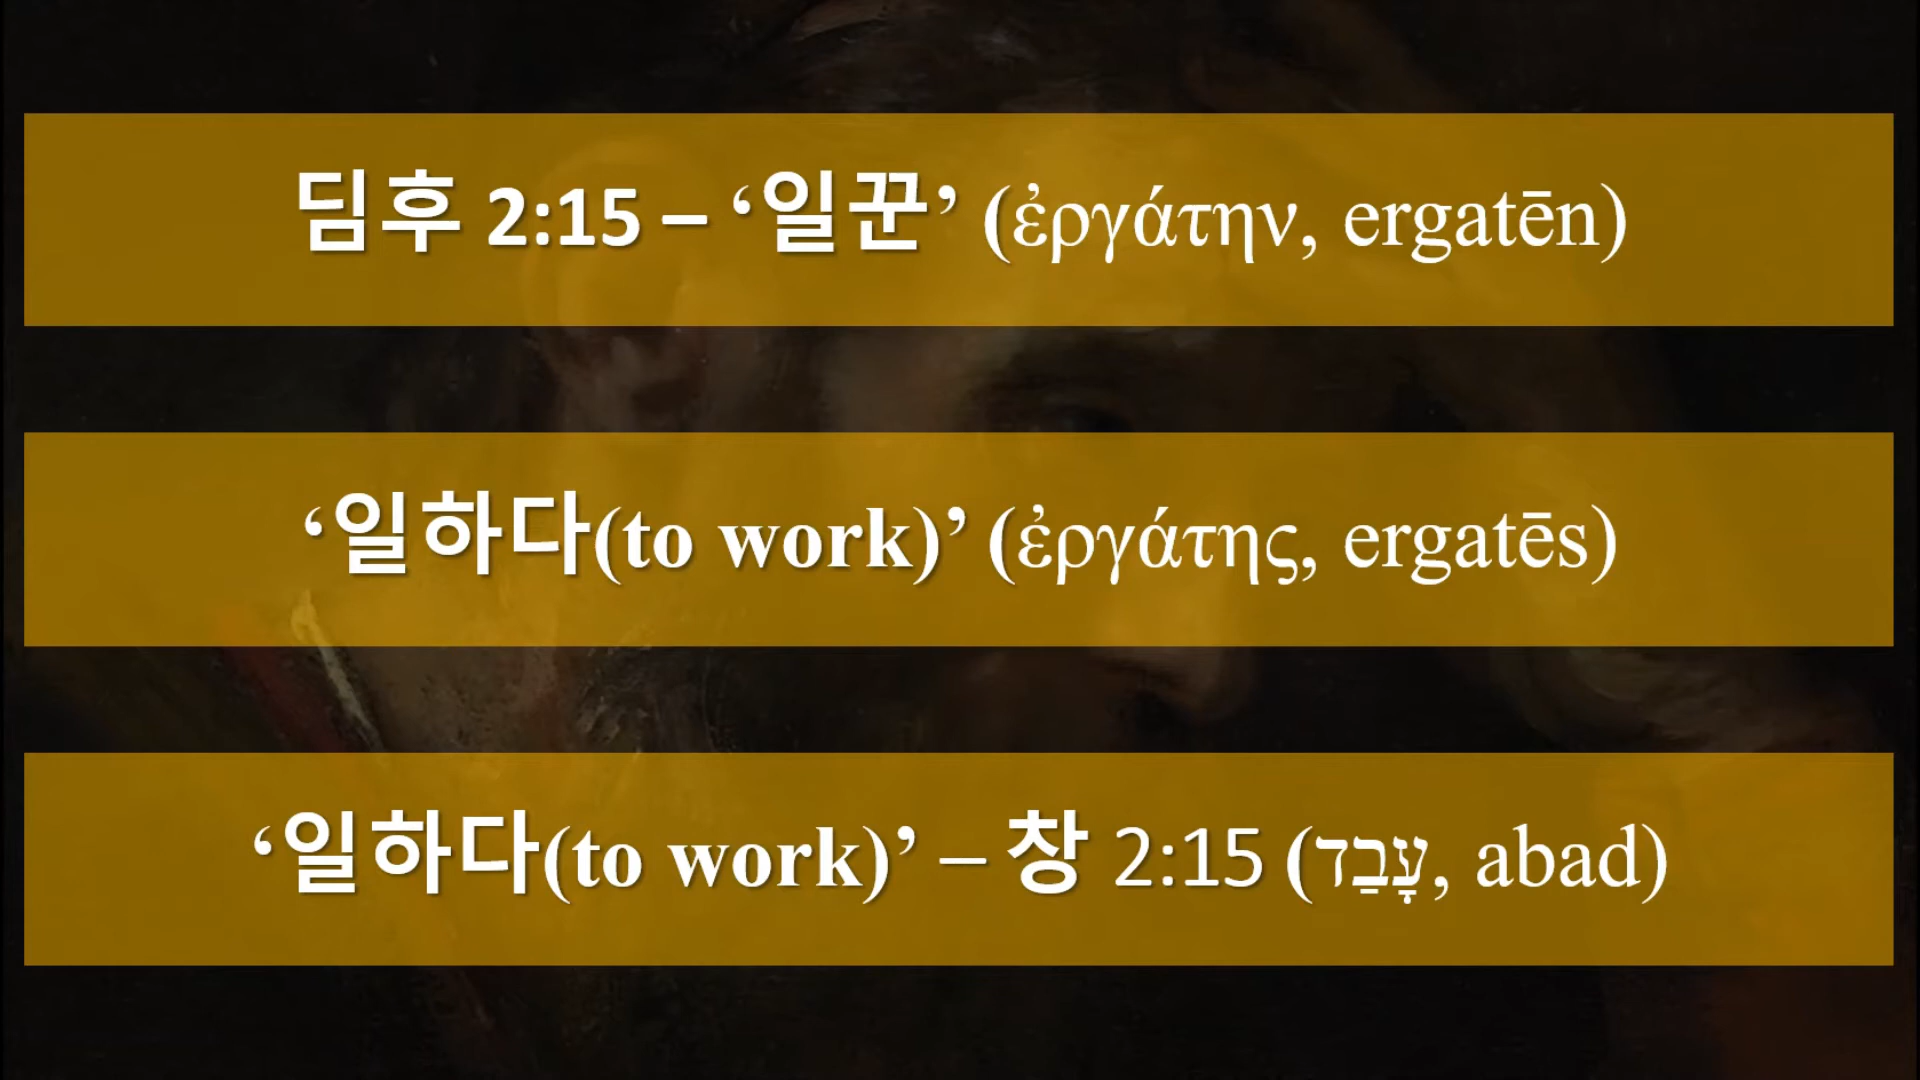 딤후 2:15 – ‘일꾼’ (ἐργάτην, ergatēn)
‘일하다(to work)’ (ἐργάτης, ergatēs)
‘일하다(to work)’ – 창 2:15 (עָבַד, abad)